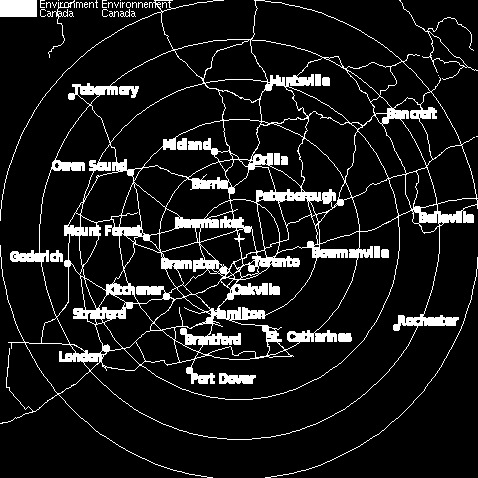 Environment Environnement
Canada Canada
Huntsville
Tobermory
Bancroft
Midland
Orillia
Owen Sound
Barrie
Peterborough
Belleville
Newmarket
Mount Forest
Bowmanville
Goderich
Brampton
Toronto
Kitchener
Oakville
Stratford
Hamilton
Rochester
Brantford
St. Catharines
London
Port Dover